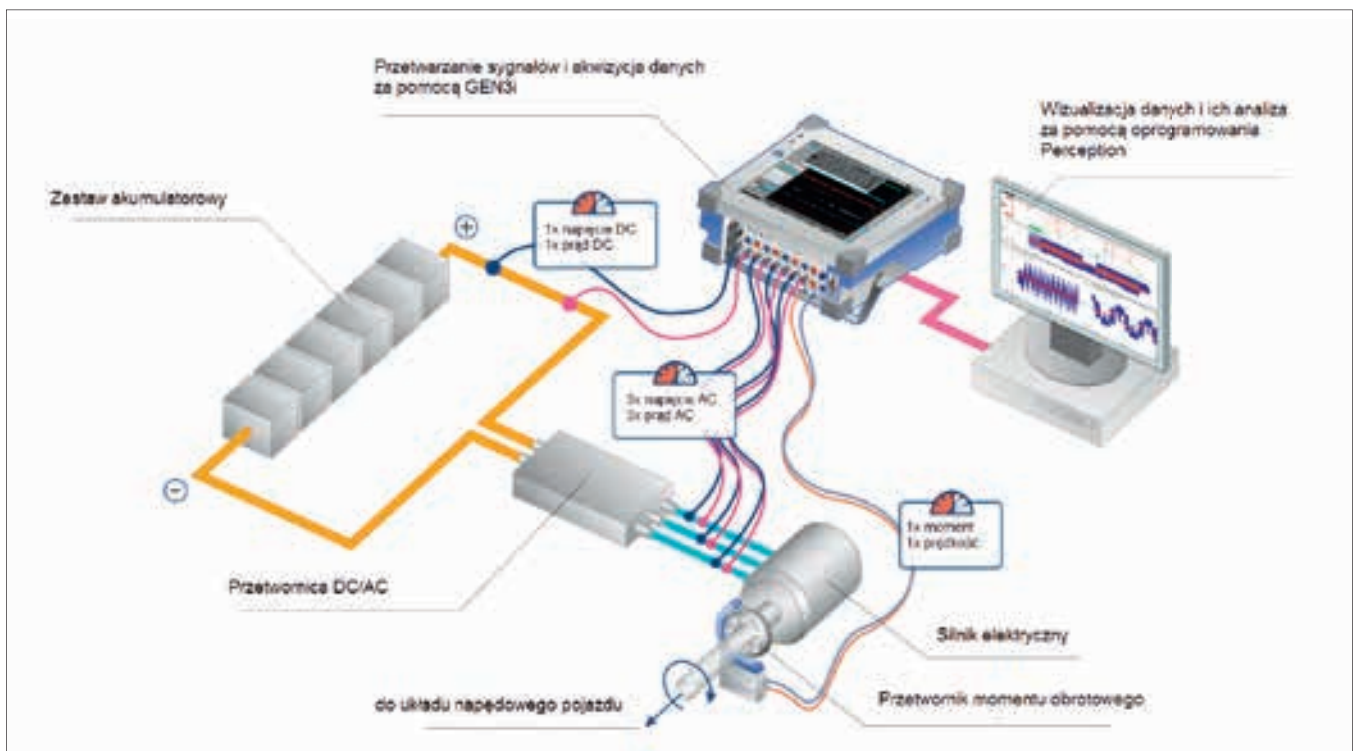 Przetwarzanie sygnałów i akwizycja danych
za pomocą GEN3i
Wizualizacja danych i ich analiza
za pomocą oprogramowania
Perception
Zestaw akumulatorowy
+
1x napięcie DC
1x prąd DC
3x napięcie AC
3x prąd AC
−
1x moment
1x prędkość
Przetwornica DC/AC
Silnik elektryczny
Przetwornik momentu obrotowego
do układu napędowego pojazdu